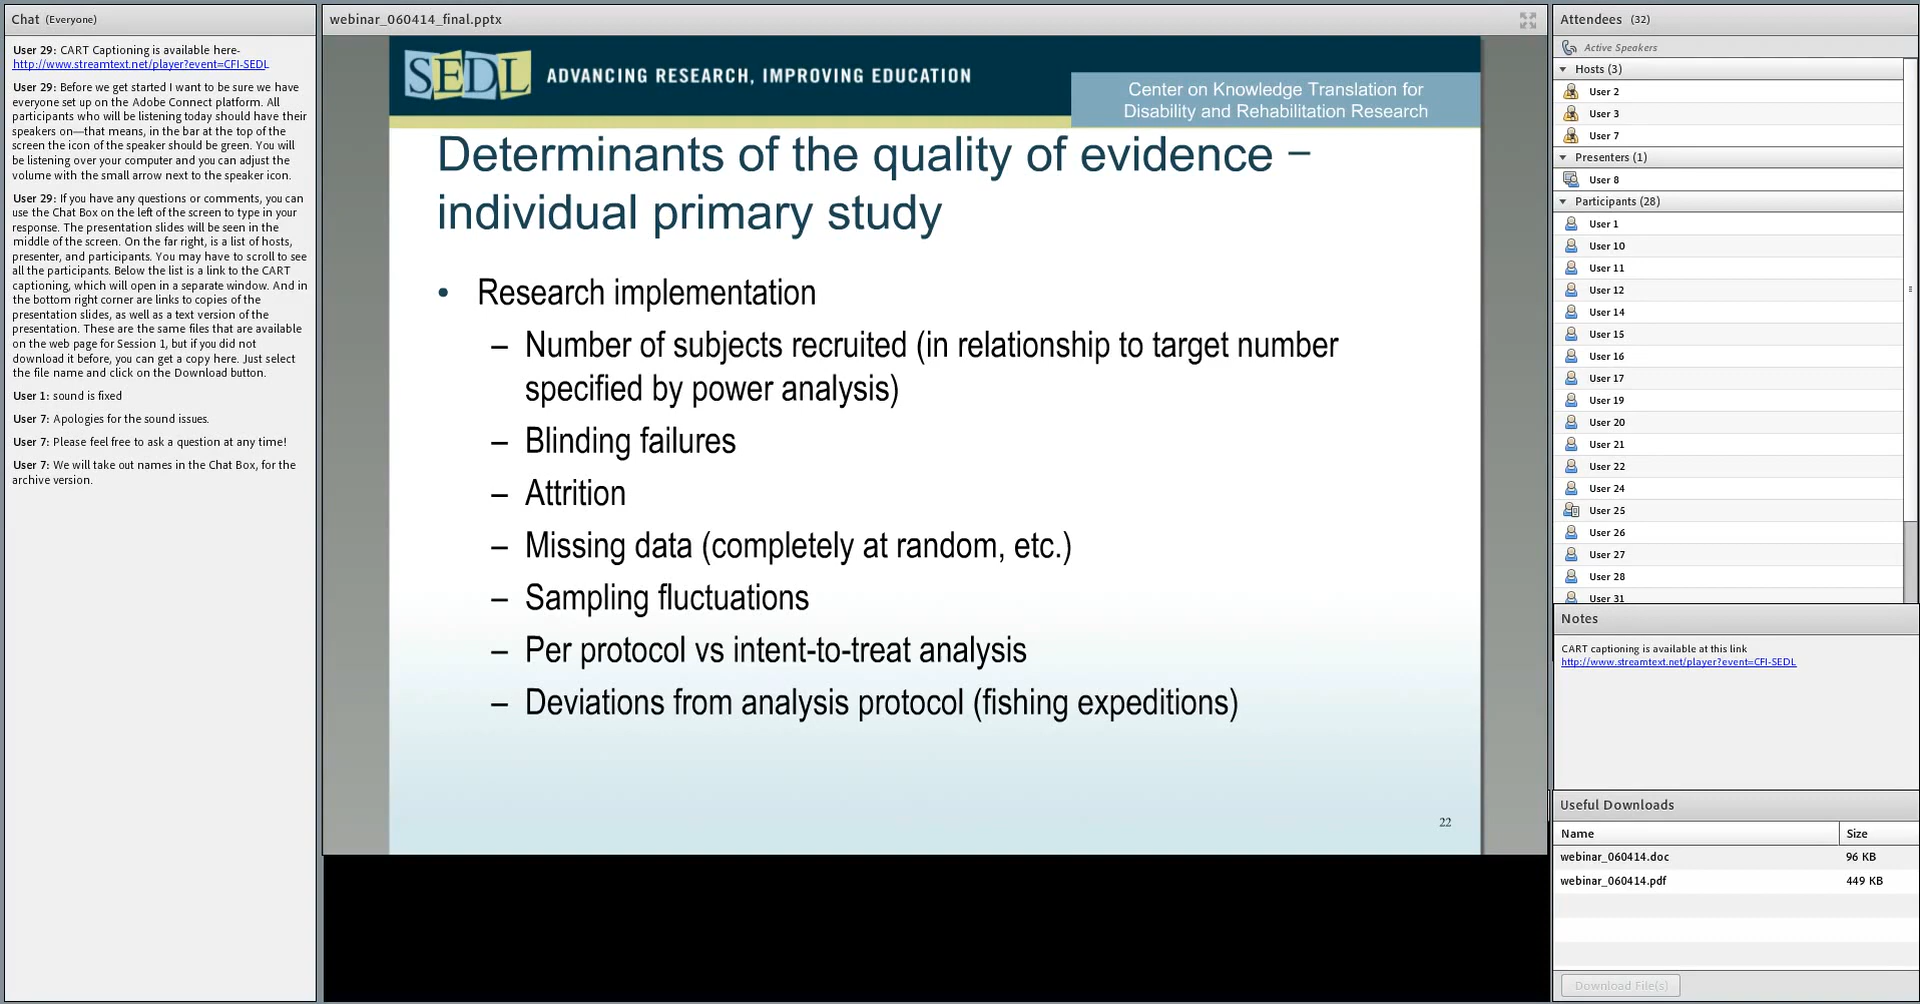 Chat (Everyone)
User 29: CART Captioning is available here-
http://www.streamtext.net/player?event=CFI-SEDL
User 29: Before we get started I want to be sure we have
everyone set up on the Adobe Connect platform. All
participants who will be listening today should have their
speakers on—that means, in the bar at the top of the
screen the icon of the speaker should be green. You will
be listening over your computer and you can adjust the
volume with the small arrow next to the speaker icon.
User 29: If you have any questions or comments, you can
use the Chat Box on the left of the screen to type in your
response. The presentation slides will be seen in the
middle of the screen. On the far right, is a list of hosts,
presenter, and participants. You may have to scroll to see
all the participants. Below the list is a link to the CART
captioning, which will open in a separate window. And in
the bottom right corner are links to copies of the
presentation slides, as well as a text version of the
presentation. These are the same files that are available
on the web page for Session 1, but if you did not
download it before, you can get a copy here. Just select
the file name and click on the Download button.
User 1: sound is fixed
User 7: Apologies for the sound issues.
User 7: Please feel free to ask a question at any time!
User 7: We will take out names in the Chat Box, for the
archive version.
webinar_060414_final.pptx
SEDL ADVANCING RESEARCH, IMPROVING EDUCATION
Center on Knowledge Translation for
Disability and Rehabilitation Research
Determinants of the quality of evidence –
individual primary study
• Research implementation
– Number of subjects recruited (in relationship to target number
specified by power analysis)
– Blinding failures
– Attrition
– Missing data (completely at random, etc.)
– Sampling fluctuations
– Per protocol vs intent-to-treat analysis
– Deviations from analysis protocol (fishing expeditions)
22
Attendees (32)
Active Speakers
Hosts (3)
User 2
User 3
User 7
Presenters (1)
User 8
Participants (28)
User 1
User 10
User 11
User 12
User 14
User 15
User 16
User 17
User 19
User 20
User 21
User 22
User 24
User 25
User 26
User 27
User 28
User 31
Notes
CART captioning is available at this link
http://www.streamtext.net/player?event=CFI-SEDL
Useful Downloads
Name Size
webinar_060414.doc 96 KB
webinar_060414.pdf 449 KB
Download File(s)